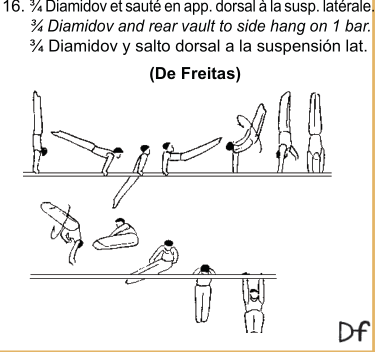 16. ¾ Diamidov et sauté en app. dorsal à la susp. latérale.
¾ Diamidov and rear vault to side hang on 1 bar.
¾ Diamidov y salto dorsal a la suspensión lat.
(De Freitas)
Df